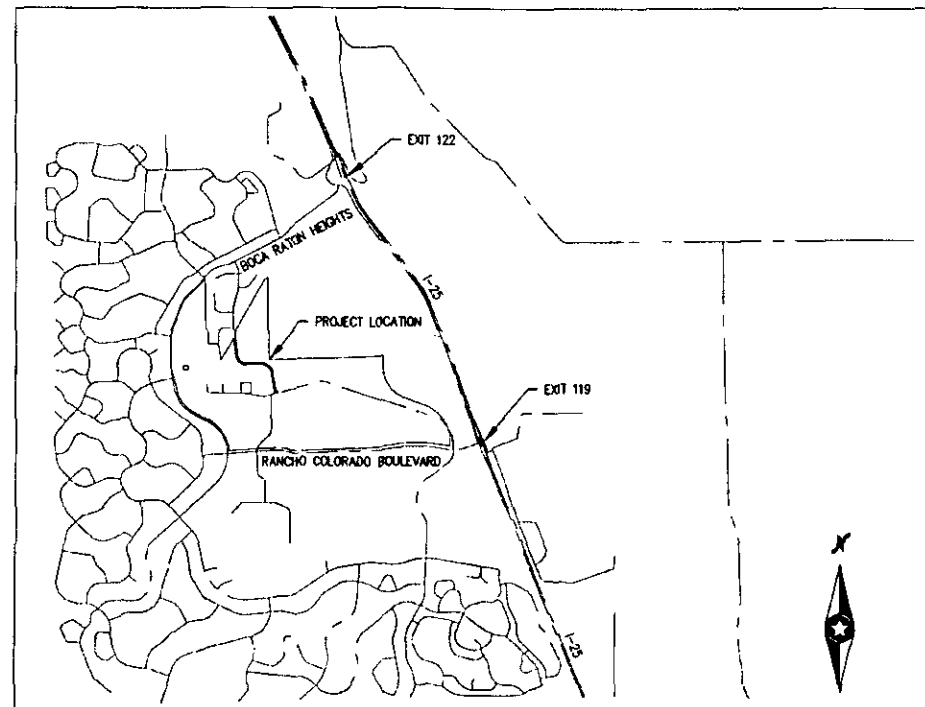 EXIT 122
BOCA RATON HEIGHTS
I-25
PROJECT LOCATION
EXIT 119
RANCHO COLORADO BOULEVARD
N
I-25